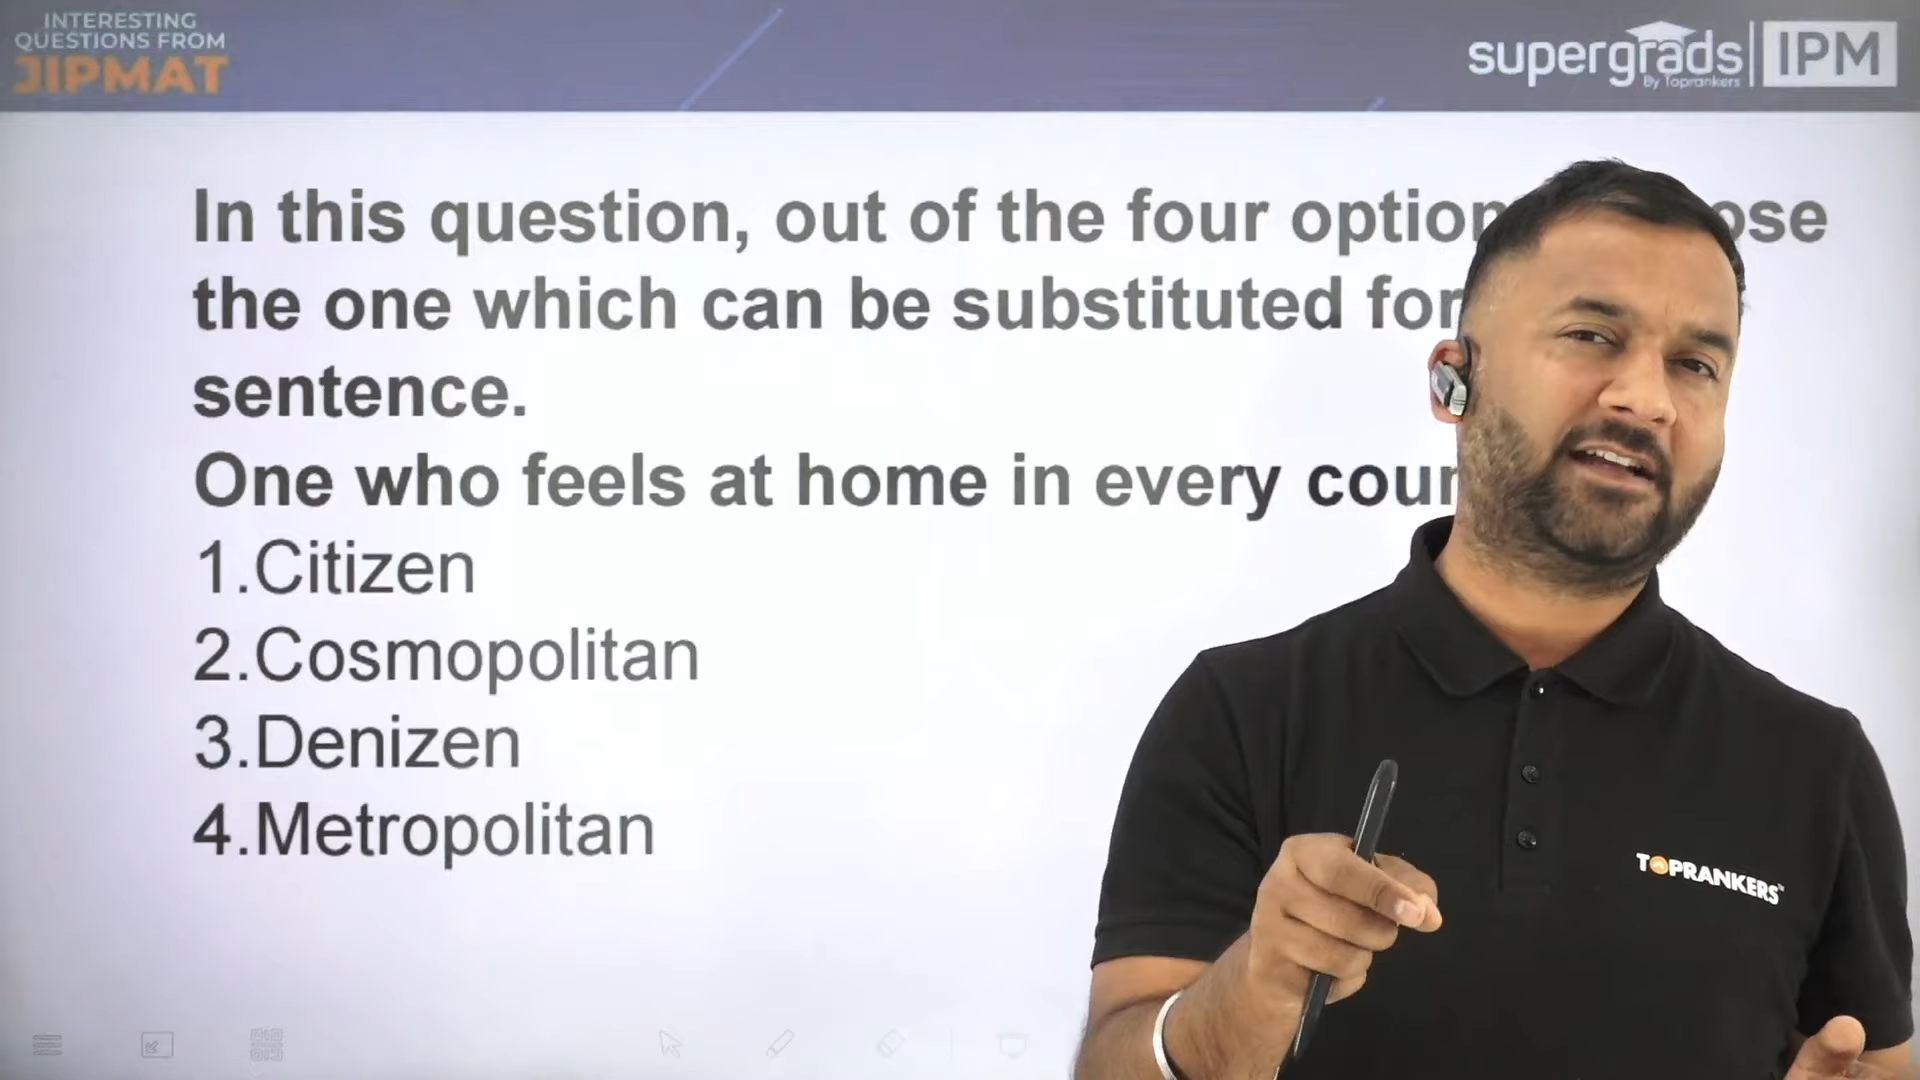 INTERESTING
QUESTIONS FROM
JIPMAT
supergrads
By Toprankers
IPM
In this question, out of the four
the one which can be substituted for
sentence.
One who feels at home in every
1.Citizen
2.Cosmopolitan
3.Denizen
4.Metropolitan
TOPRANKERS